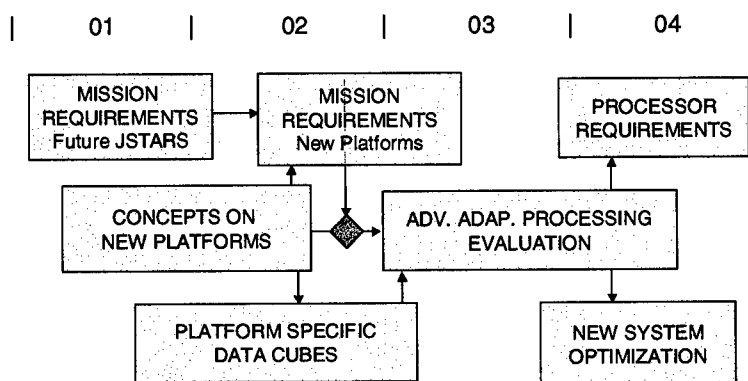 | 01 | 02 | 03 | 04
MISSION
REQUIREMENTS
Future JSTARS
MISSION
REQUIREMENTS
New Platforms
PROCESSOR
REQUIREMENTS
CONCEPTS ON
NEW PLATFORMS
ADV. ADAP. PROCESSING
EVALUATION
PLATFORM SPECIFIC
DATA CUBES
NEW SYSTEM
OPTIMIZATION